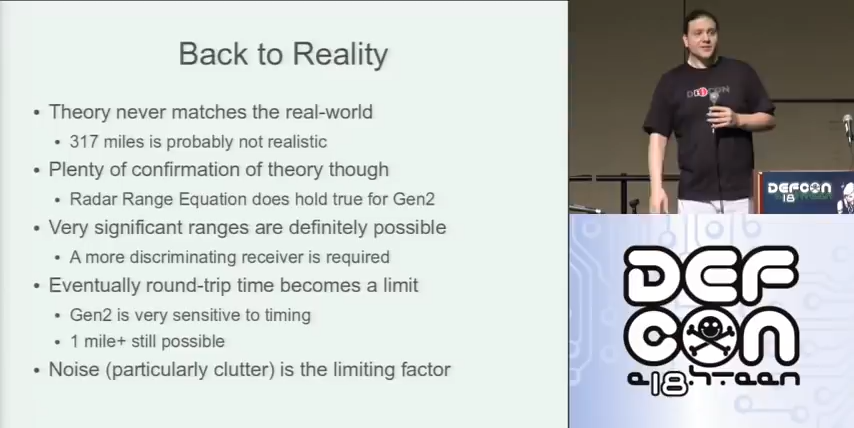 Back to Reality
• Theory never matches the real-world
• 317 miles is probably not realistic
• Plenty of confirmation of theory though
• Radar Range Equation does hold true for Gen2
• Very significant ranges are definitely possible
• A more discriminating receiver is required
• Eventually round-trip time becomes a limit
• Gen2 is very sensitive to timing
• 1 mile+ still possible
• Noise (particularly clutter) is the limiting factor
DEFCON
DEFCON
18
DEF
CON
e18hteen